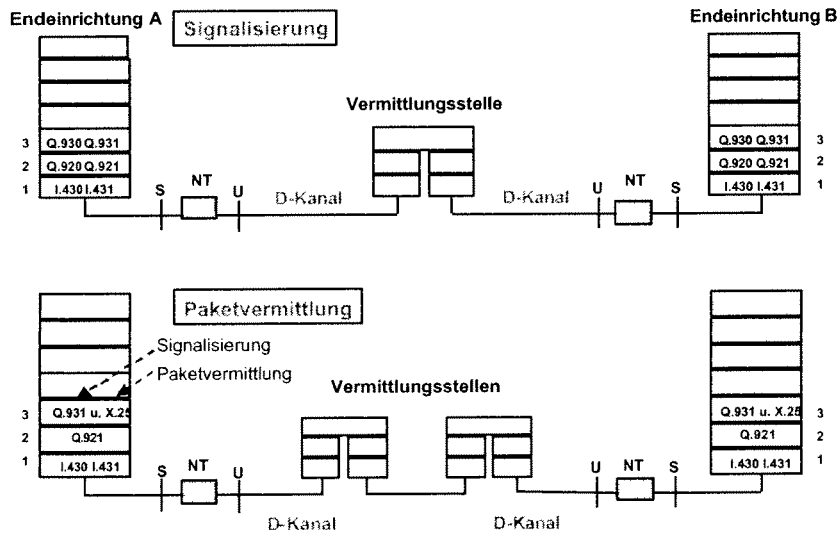 Endeinrichtung A
Signalisierung
Endeinrichtung B
Vermittlungsstelle
3 Q.930 Q.931
2 Q.920 Q.921
1 I.430 I.431
S NT U D-Kanal
D-Kanal U NT S
Q.930 Q.931 3
Q.920 Q.921 2
I.430 I.431 1
Paketvermittlung
Signalisierung
Paketvermittlung
Vermittlungsstellen
3 Q.931 u. X.25
2 Q.921
1 I.430 I.431
S NT U
D-Kanal
D-Kanal
U NT S
Q.931 u. X.25 3
Q.921 2
I.430 I.431 1